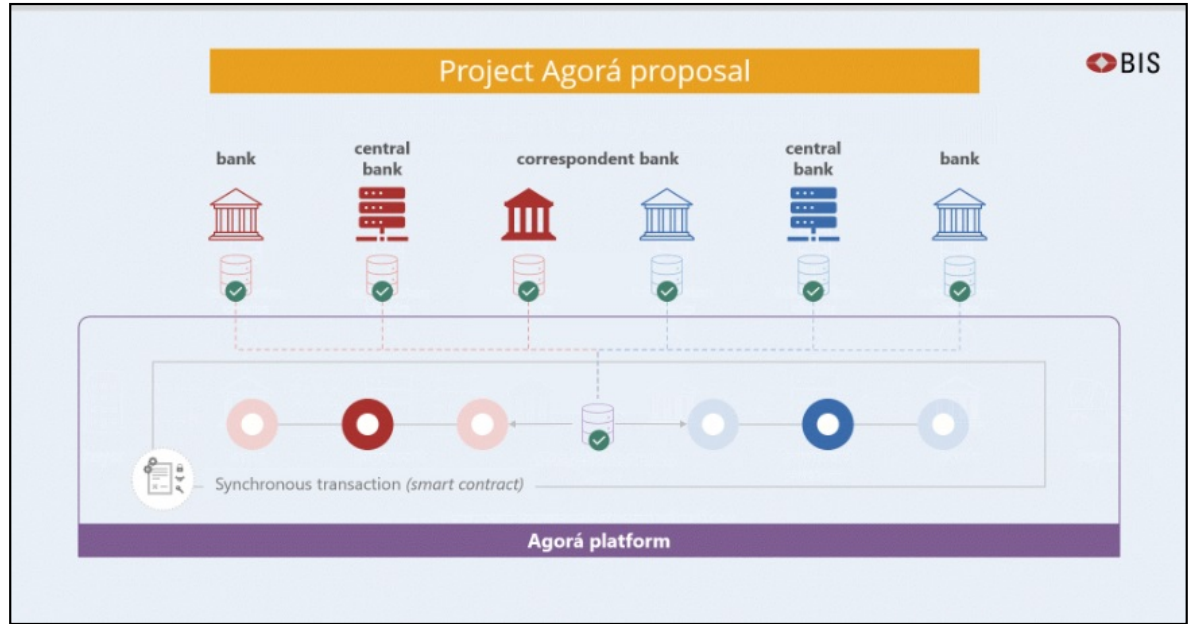 Project Agorá proposal
BIS
bank
central
bank
correspondent bank
central
bank
bank
Synchronous transaction (smart contract)
Agorá platform